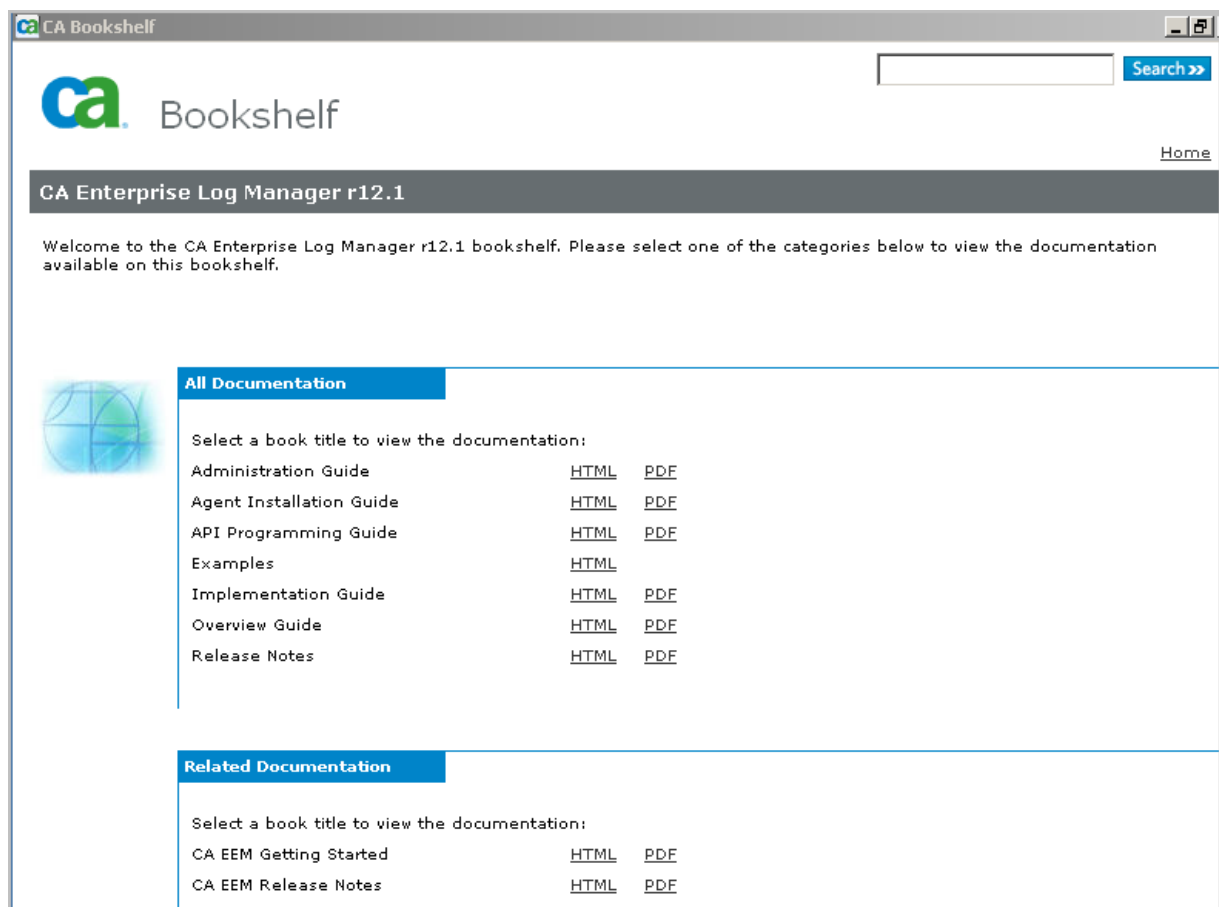 CA Bookshelf
Search >>
ca. Bookshelf
Home
CA Enterprise Log Manager r12.1
Welcome to the CA Enterprise Log Manager r12.1 bookshelf. Please select one of the categories below to view the documentation
available on this bookshelf.
All Documentation
Select a book title to view the documentation:
Administration Guide HTML PDF
Agent Installation Guide HTML PDF
API Programming Guide HTML PDF
Examples HTML
Implementation Guide HTML PDF
Overview Guide HTML PDF
Release Notes HTML PDF
Related Documentation
Select a book title to view the documentation:
CA EEM Getting Started HTML PDF
CA EEM Release Notes HTML PDF